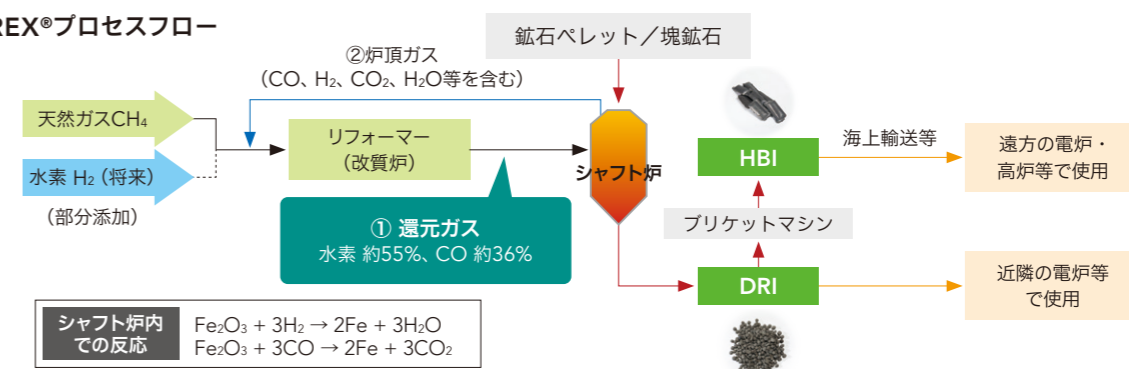 REX®プロセスフロー
鉱石ペレット/塊鉱石
②炉頂ガス
(CO、H₂、CO₂、H₂O等を含む)
天然ガスCH₄
リフォーマー
(改質炉)
シャフト炉
水素 H₂(将来)
(部分添加)
① 還元ガス
水素 約55%、CO 約36%
HBI
海上輸送等
遠方の電炉・
高炉等で使用
ブリケットマシン
DRI
近隣の電炉等
で使用
シャフト炉内
での反応
Fe₂O₃ + 3H₂ → 2Fe + 3H₂O
Fe₂O₃ + 3CO → 2Fe + 3CO₂